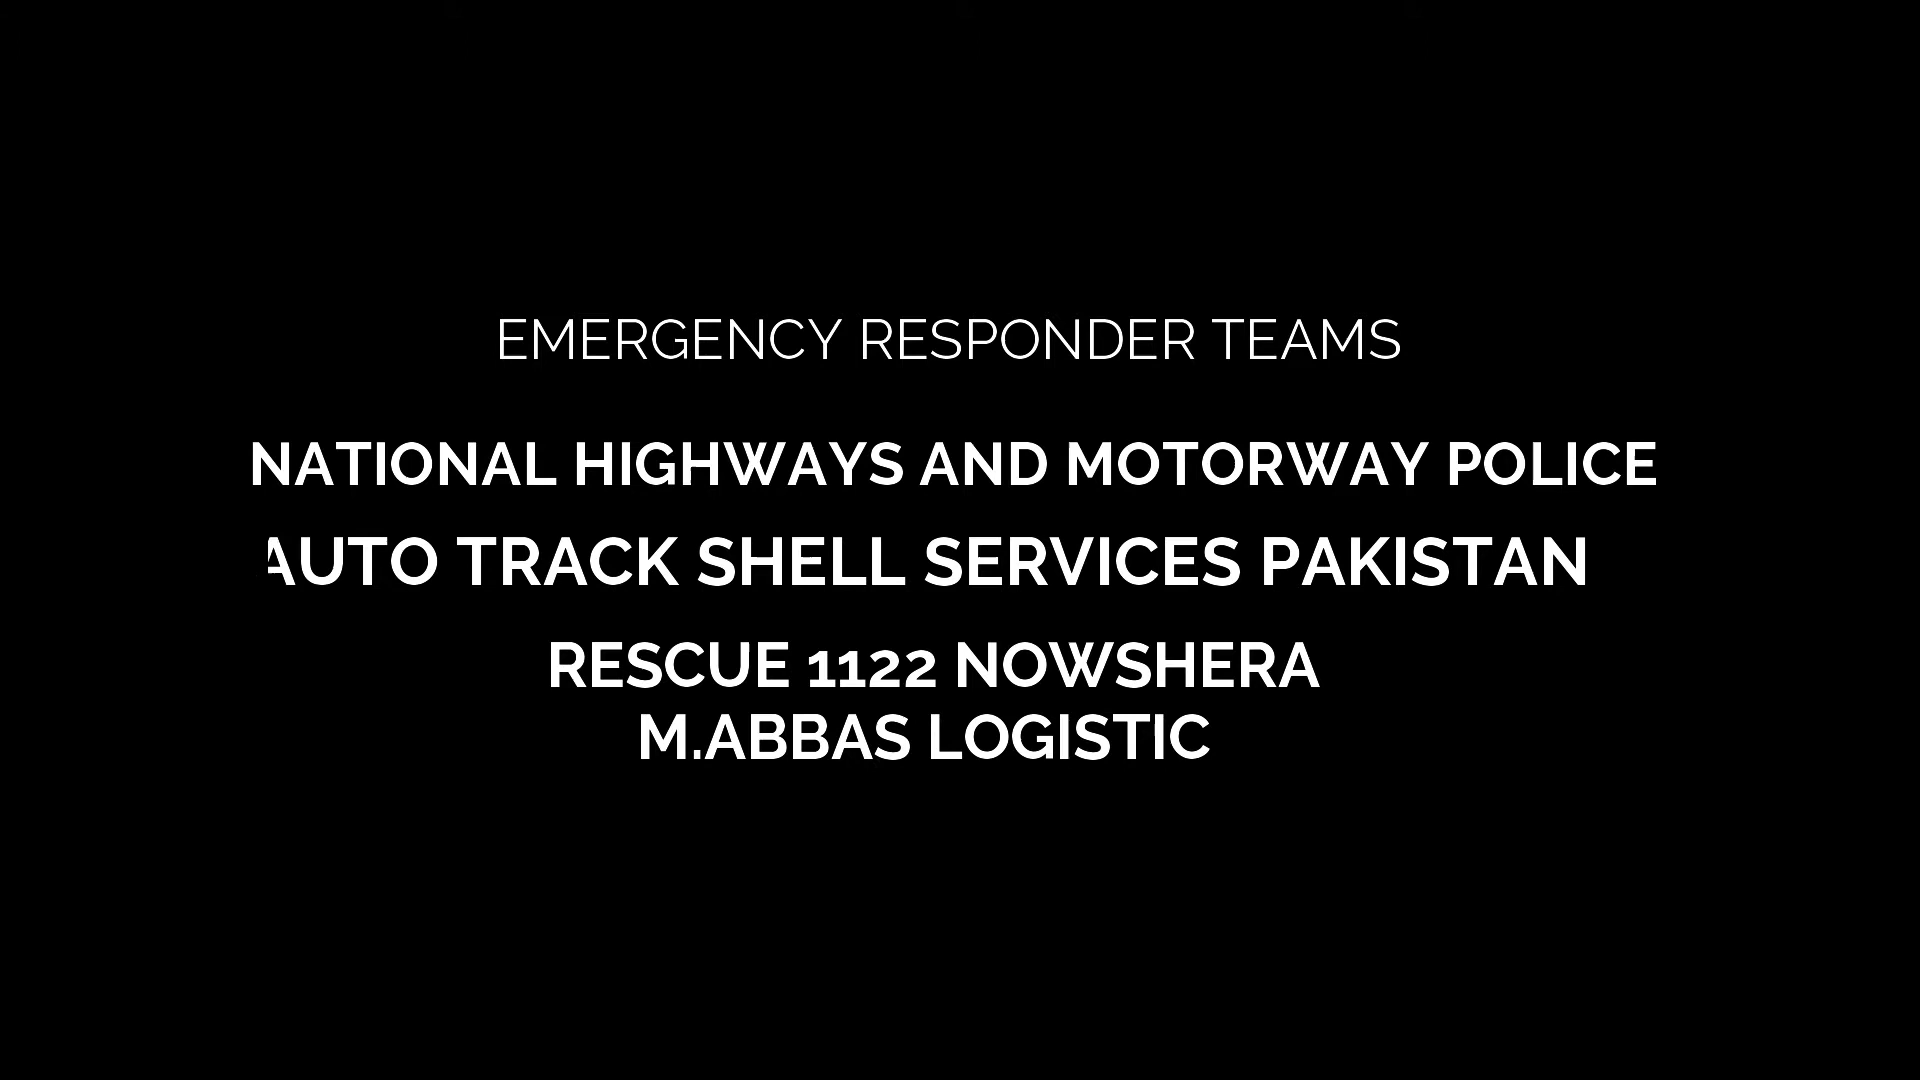 EMERGENCY RESPONDER TEAMS
NATIONAL HIGHWAYS AND MOTORWAY POLICE
AUTO TRACK SHELL SERVICES PAKISTAN
RESCUE 1122 NOWSHERA
M.ABBAS LOGISTIC